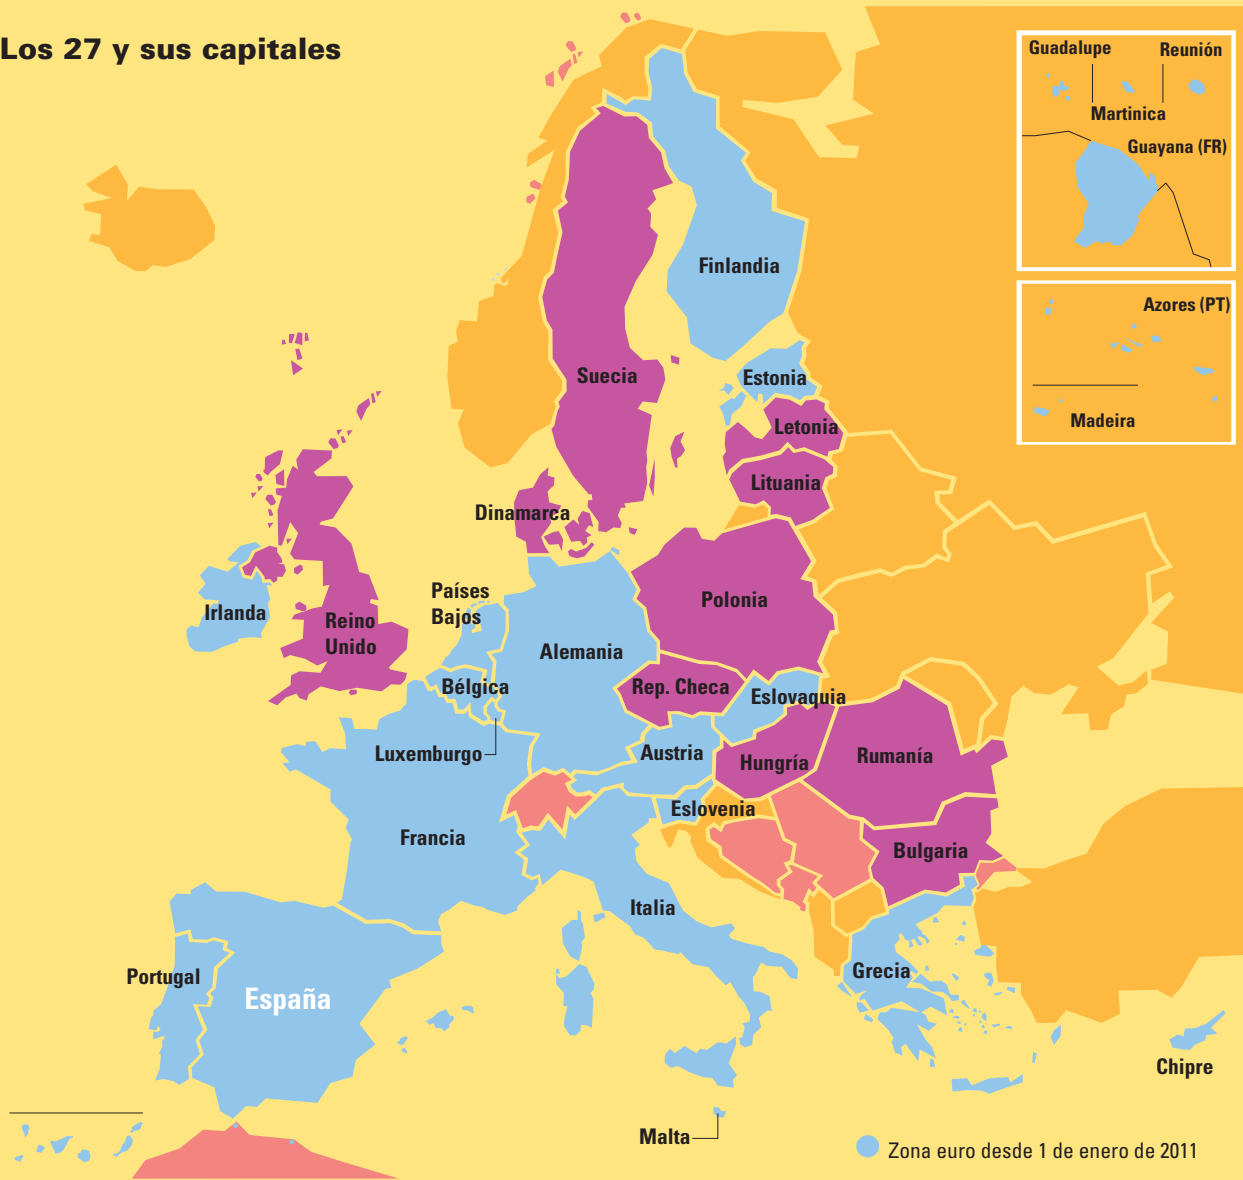 Los 27 y sus capitales
Guadalupe
Reunión
Martinica
Guayana (FR)
Finlandia
Azores (PT)
Suecia
Estonia
Madeira
Letonia
Lituania
Dinamarca
Países
Bajos
Polonia
Irlanda
Reino
Unido
Alemania
Bélgica
Rep. Checa
Eslovaquia
Luxemburgo
Austria
Hungría
Rumanía
Eslovenia
Francia
Bulgaria
Italia
Portugal
Grecia
España
Chipre
Malta
Zona euro desde 1 de enero de 2011